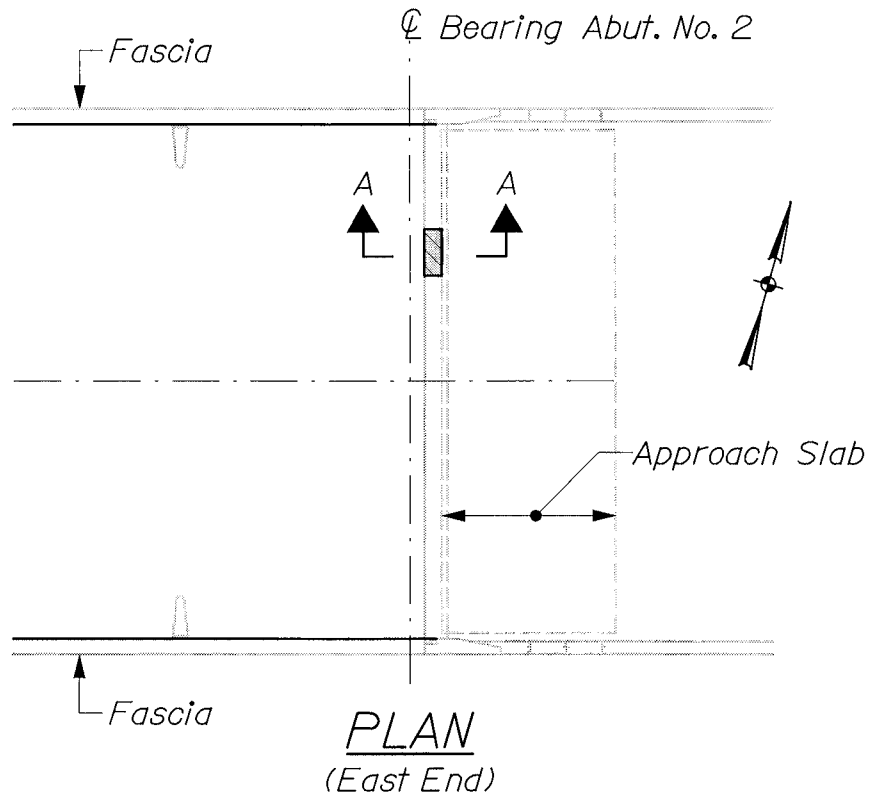 ℄ Bearing Abut. No. 2
Fascia
A A
Approach Slab
Fascia
PLAN
(East End)